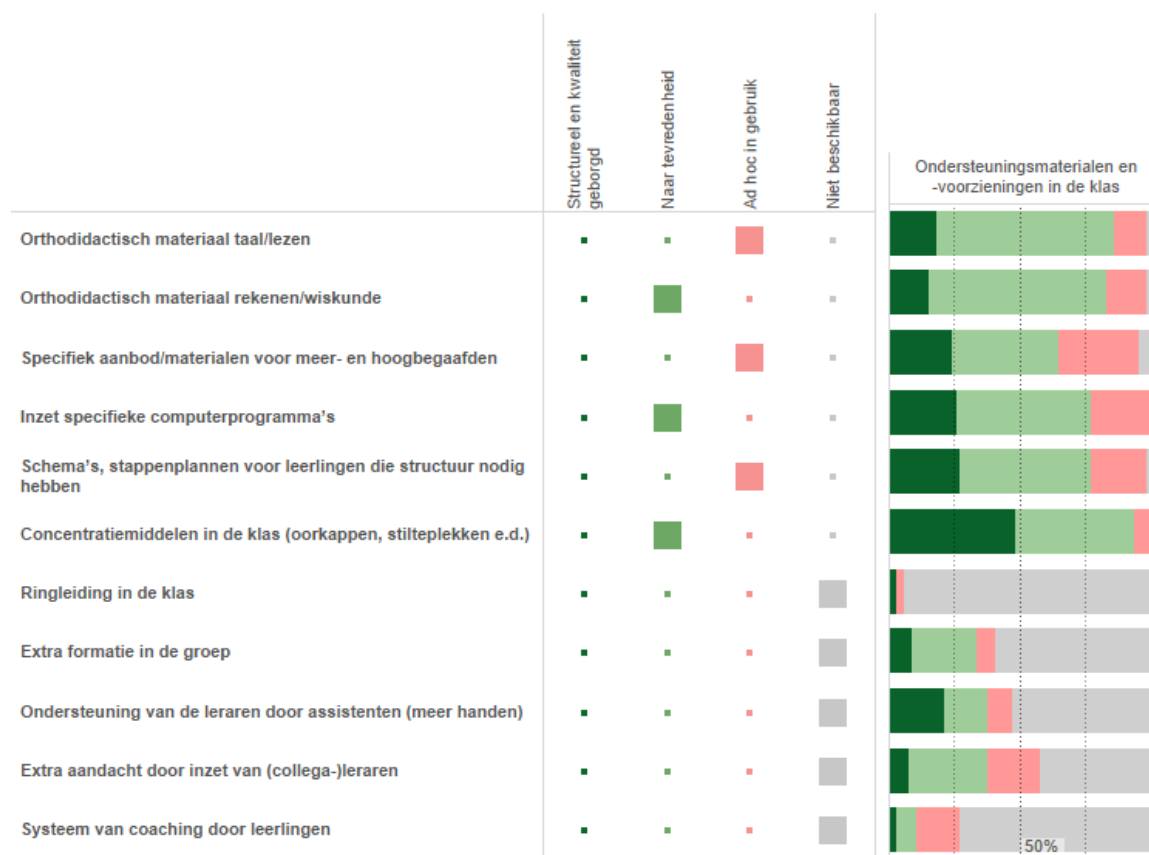 Structureel en kwaliteit
geborgd
Naar tevredenheid
Ad hoc in gebruik
Niet beschikbaar
Ondersteuningsmaterialen en
-voorzieningen in de klas
Orthodidactisch materiaal taal/lezen
Orthodidactisch materiaal rekenen/wiskunde
Specifiek aanbod/materialen voor meer- en hoogbegaafden
Inzet specifieke computerprogramma's
Schema's, stappenplannen voor leerlingen die structuur nodig
hebben
Concentratiemiddelen in de klas (oorkappen, stilteplekken e.d.)
Ringleiding in de klas
Extra formatie in de groep
Ondersteuning van de leraren door assistenten (meer handen)
Extra aandacht door inzet van (collega-)leraren
Systeem van coaching door leerlingen
50%